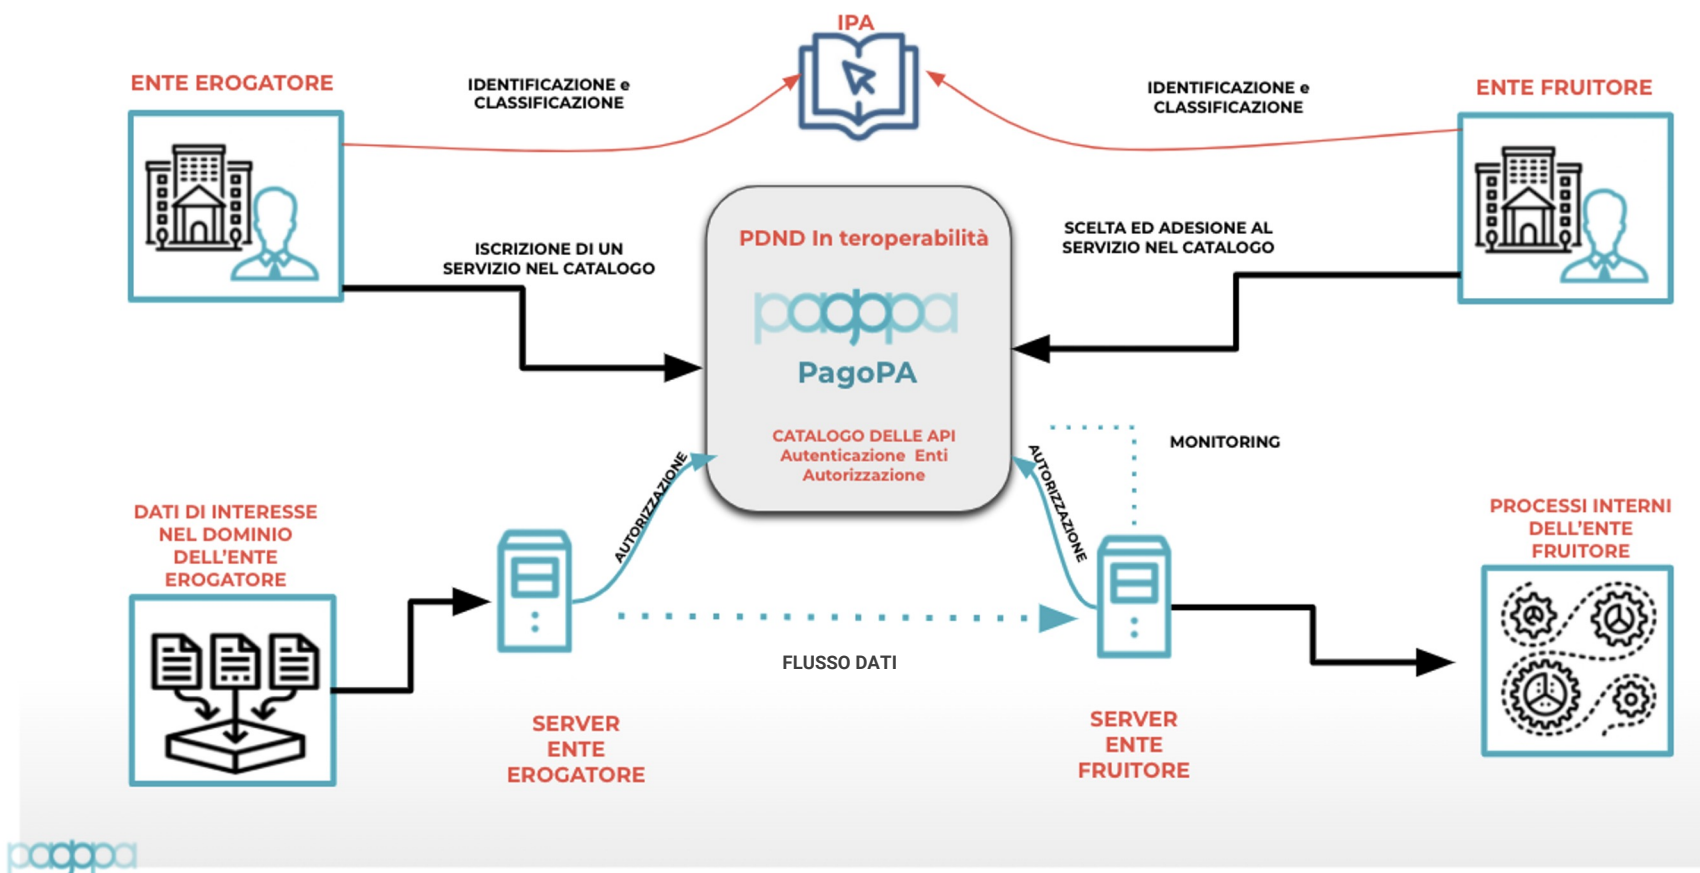 IPA
ENTE EROGATORE
IDENTIFICAZIONE e
CLASSIFICAZIONE
IDENTIFICAZIONE e
CLASSIFICAZIONE
ENTE FRUITORE
ISCRIZIONE DI UN
SERVIZIO NEL CATALOGO
PDND In teroperabilità
pagopa
PagoPA
CATALOGO DELLE API
Autenticazione Enti
Autorizzazione
SCELTA ED ADESIONE AL
SERVIZIO NEL CATALOGO
AUTORIZZAZIONE
AUTORIZZAZIONE
MONITORING
DATI DI INTERESSE
NEL DOMINIO
DELL'ENTE
EROGATORE
PROCESSI INTERNI
DELL'ENTE
FRUITORE
FLUSSO DATI
SERVER
ENTE
EROGATORE
SERVER
ENTE
FRUITORE
pagopa